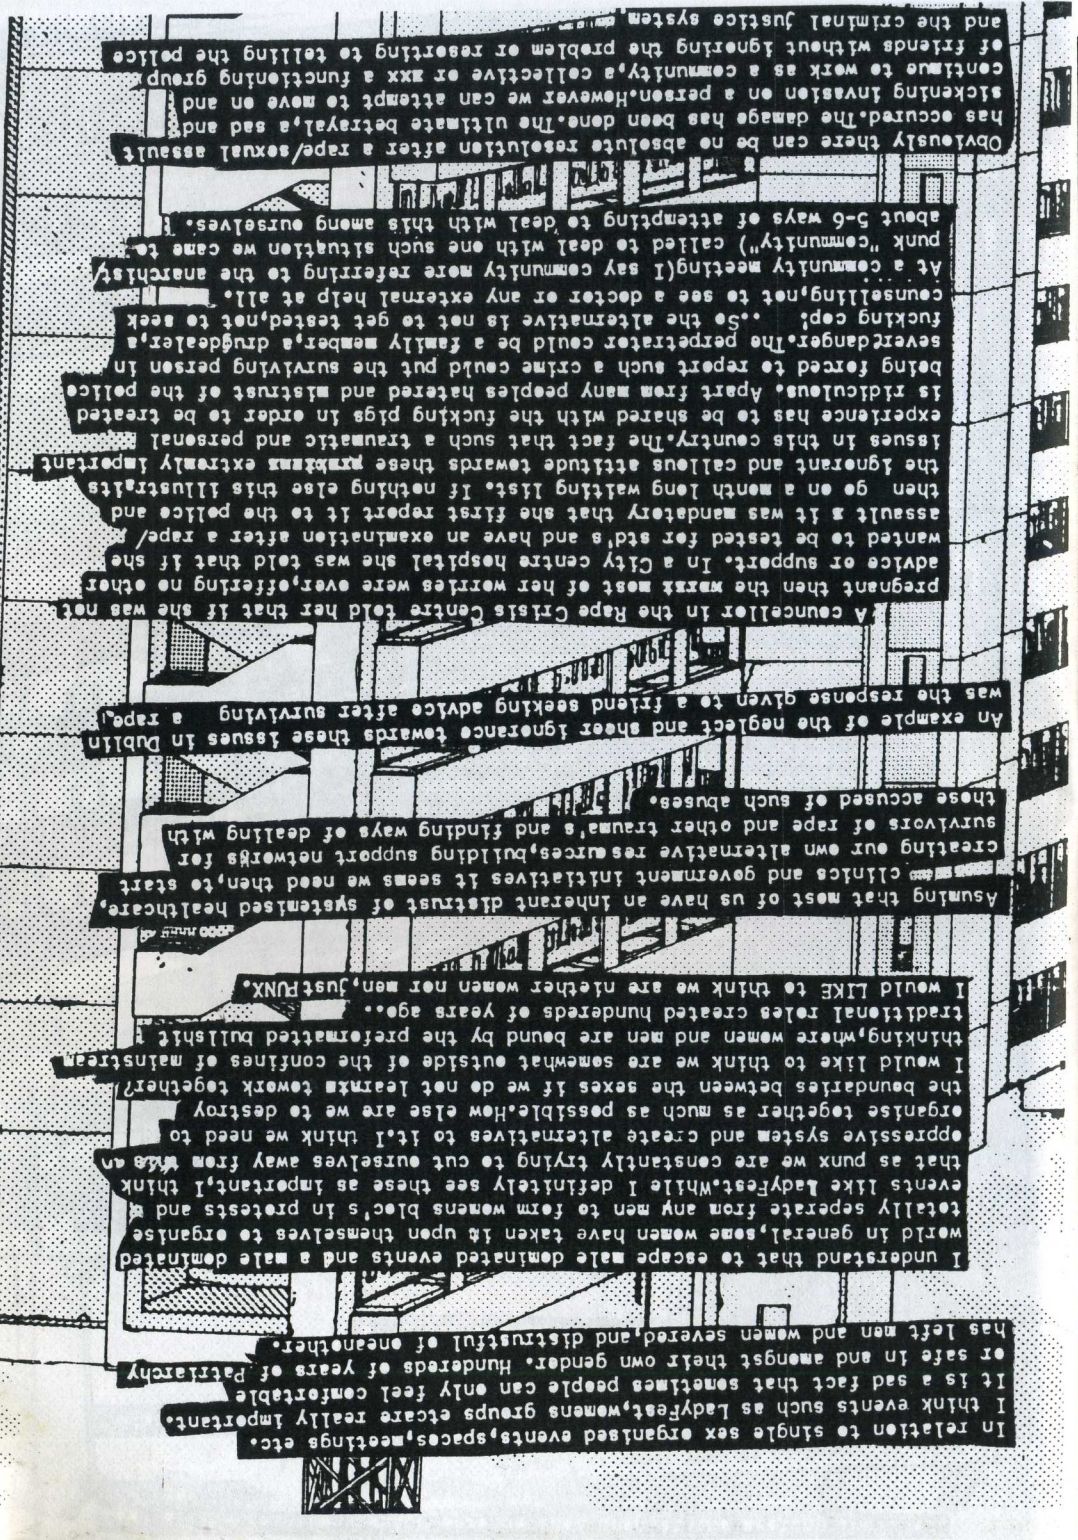 In relation to single sex organised events,spaces,meetings etc.
I think events such as LadyFest,womens groups etcare really important.
It is a sad fact that sometimes people can only feel comfortable
or safe in and amongst their own gender. Hundereds of years of Patriarchy
has left men and women severed,and distrustful of oneanother.
I understand that to escape male dominated events and a male dominated
world in general,some women have taken it upon themselves to organise
totally seperate from any men to form womens bloc's in protests and
events like LadyFest.While I definitely see these as important,I think
that as punx we are constantly trying to cut ourselves away from this an
oppressive system and create alternatives to it.I think we need to
organise together as much as possible.How else are we to destroy
the boundaries between the sexes if we do not learn to work together?
I would like to think we are somewhat outside of the confines of mainstream
thinking,where women and men are bound by the preformatted bullshit
traditional roles created hundereds of years ago..
I would LIKE to think we are niether women nor men,just PUNX.
Asuming that most of us have an inherant distrust of systemised healthcare,
clinics and government initiatives it seems we need then,to start
creating our own alternative resources,building support networks for
survivors of rape and other trauma's and finding ways of dealing with
those accused of such abuses.
An example of the neglect and sheer ignorance towards these issues in Dublin
was the response given to a friend seeking advice after surviving a rape.
A councellor in the Rape Crisis Centre told her that if she was not
pregnant then the most of her worries were over,offering no other
advice or support. In a City centre hospital she was told that if she
wanted to be tested for std's and have an examination after a rape/
assault it was mandatory that she first report it to the police and
then go on a month long waiting list. If nothing else this illustraits
the ignorant and callous attitude towards these extremly important
issues in this country.The fact that such a traumatic and personal
experience has to be shared with the fucking pigs in order to be treated
is ridiculous. Apart from many peoples hatered and mistrust of the police
being forced to report such a crime could put the surviving person in
severe danger.The perpetrator could be a family member,a drugdealer,a
fucking cop! ..So the alternative is not to get tested,not to seek
counselling,not to see a doctor or any external help at all.
At a community meeting(I say community more referring to the anarchist/
punk "community") called to deal with one such situation we came to
about 5-6 ways of attempting to deal with this among ourselves.
Obviously there can be no absolute resolution after a rape/sexual assault
has occured.The damage has been done.The ultimate betrayal,a sad and
sickening invasion on a person.However we can attempt to move on and
continue to work as a community,a collective or xxx a functioning group
of friends without ignoring the problem or resorting to telling the police
and the criminal justice system